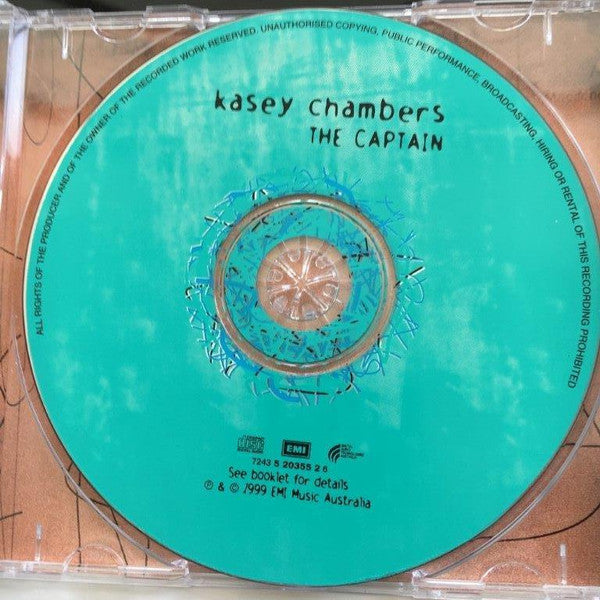 ALL RIGHTS OF THE PRODUCER AND OF THE OWNER OF THE RECORDED WORK RESERVED. UNAUTHORISED COPYING, PUBLIC PERFORMANCE, BROADCASTING, HIRING OR RENTAL OF THIS RECORDING PROHIBITED
kasey chambers
THE CAPTAIN
EMI
7243 5 20355 2 6
See booklet for details
℗ & © 1999 EMI Music Australia